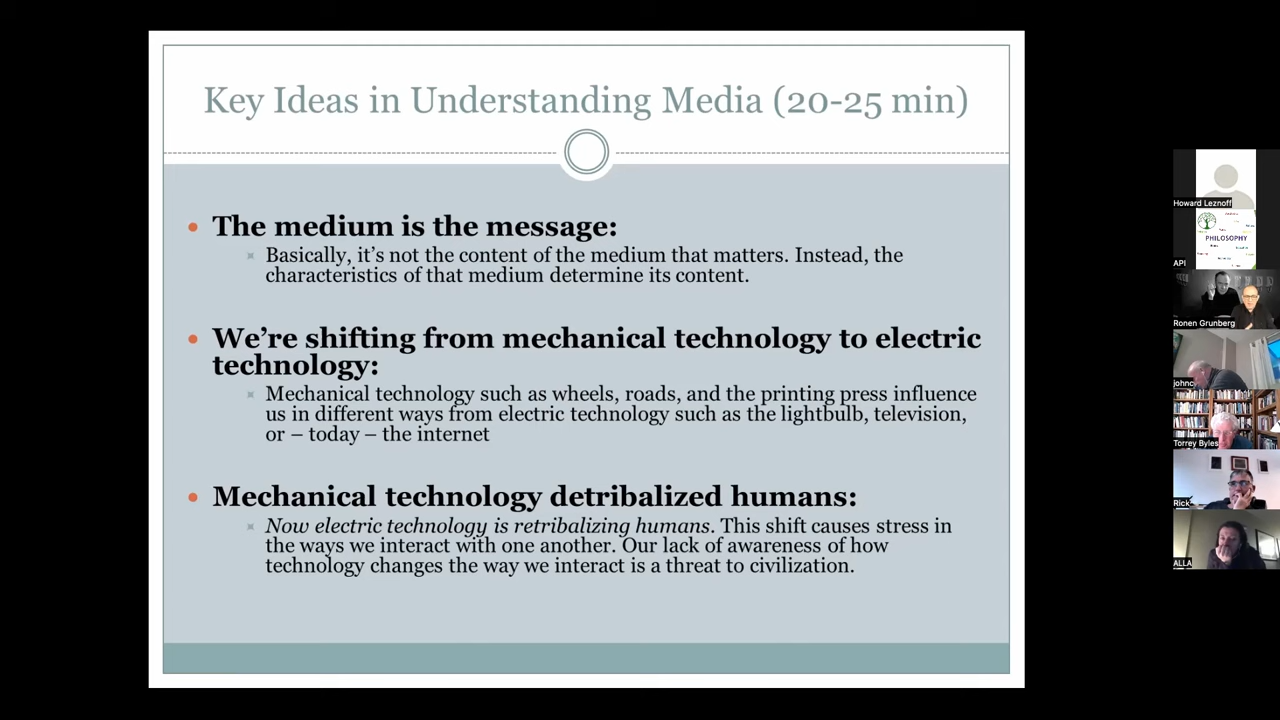 Key Ideas in Understanding Media (20-25 min)
The medium is the message:
Basically, it's not the content of the medium that matters. Instead, the
characteristics of that medium determine its content.
We're shifting from mechanical technology to electric
technology:
Mechanical technology such as wheels, roads, and the printing press influence
us in different ways from electric technology such as the lightbulb, television,
or – today – the internet
Mechanical technology detribalized humans:
Now electric technology is retribalizing humans. This shift causes stress in
the ways we interact with one another. Our lack of awareness of how
technology changes the way we interact is a threat to civilization.
Howard Leznoff
PHILOSOPHY
API
Ronen Grunberg
johnc
Torrey Byles
Rick
ALLA